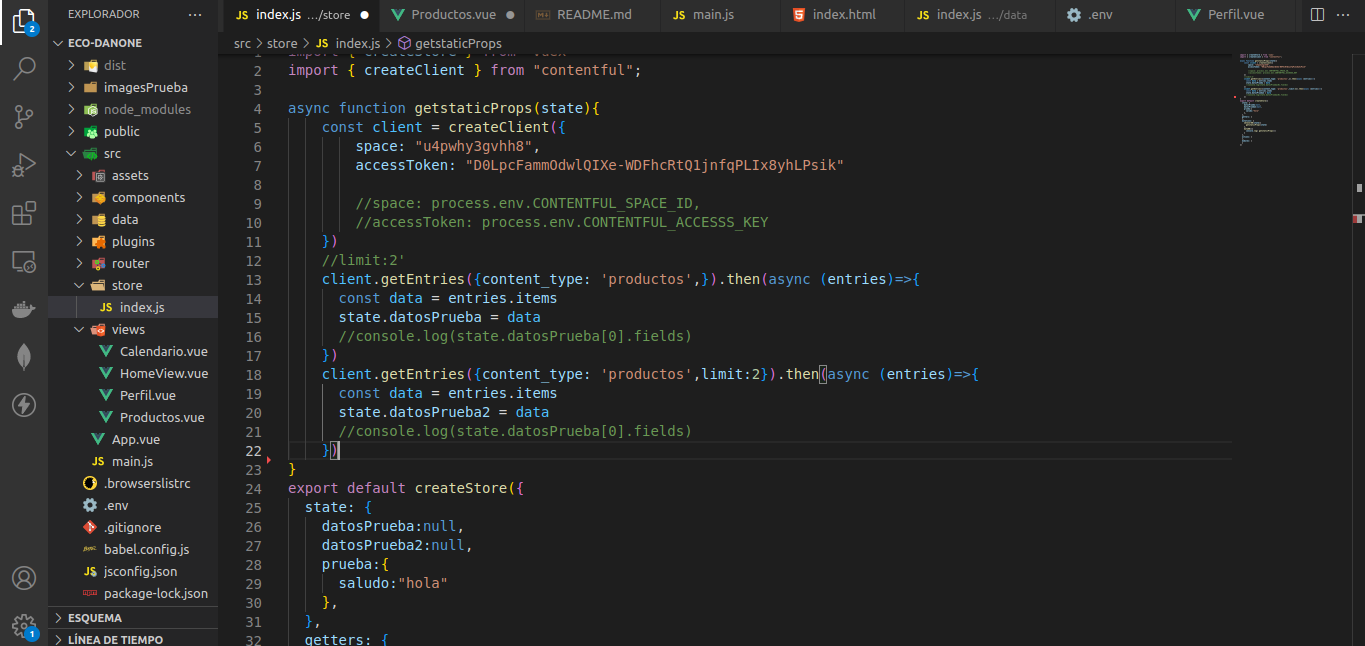 EXPLORADOR
index.js .../store
Productos.vue
README.md
main.js
index.html
index.js .../data
.env
Perfil.vue
src > store > JS index.js > getstaticProps
2
ECO-DANONE
dist
imagesPrueba
node_modules
public
src
assets
components
data
plugins
router
store
JS index.js
views
Calendario.vue
HomeView.vue
Perfil.vue
Productos.vue
App.vue
JS main.js
.browserslistrc
.env
.gitignore
babel.config.js
jsconfig.json
package-lock.json
ESQUEMA
LÍNEA DE TIEMPO
1
2 import { createClient } from "contentful";
3
4 async function getstaticProps(state){
5 const client = createClient({
6 space: "u4pwhy3gvhh8",
7 accessToken: "D0LpcFammOdwlQIXe-WDFhcRtQ1jnfqPLIx8yhLPsik"
8
9 //space: process.env.CONTENTFUL_SPACE_ID,
10 //accessToken: process.env.CONTENTFUL_ACCESSS_KEY
11 })
12 //limit:2'
13 client.getEntries({content_type: 'productos',}).then(async (entries)=>{
14 const data = entries.items
15 state.datosPrueba = data
16 //console.log(state.datosPrueba[0].fields)
17 })
18 client.getEntries({content_type: 'productos',limit:2}).then(async (entries)=>{
19 const data = entries.items
20 state.datosPrueba2 = data
21 //console.log(state.datosPrueba[0].fields)
22 })
23 }
24 export default createStore({
25 state: {
26 datosPrueba:null,
27 datosPrueba2:null,
28 prueba:{
29 saludo:"hola"
30 },
31 },
32 getters: {